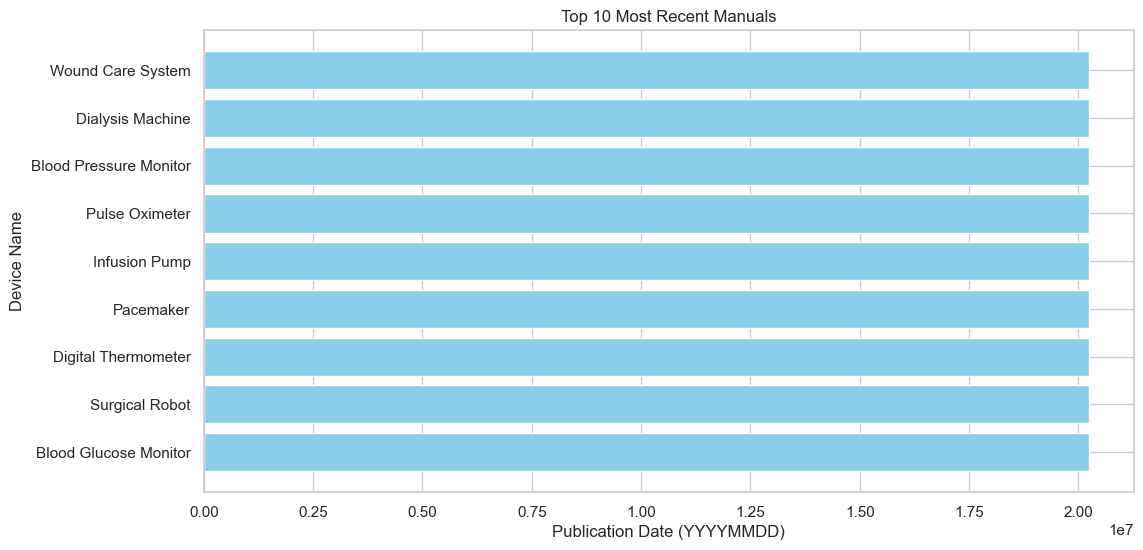 Top 10 Most Recent Manuals
Device Name
Wound Care System
Dialysis Machine
Blood Pressure Monitor
Pulse Oximeter
Infusion Pump
Pacemaker
Digital Thermometer
Surgical Robot
Blood Glucose Monitor
0.00 0.25 0.50 0.75 1.00 1.25 1.50 1.75 2.00
1e7
Publication Date (YYYYMMDD)